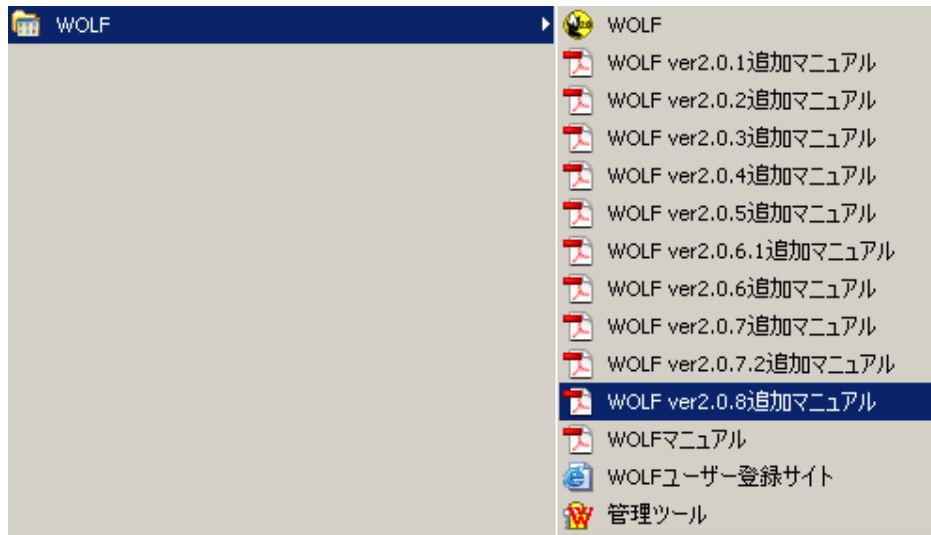 WOLF
WOLF
WOLF ver2.0.1追加マニュアル
WOLF ver2.0.2追加マニュアル
WOLF ver2.0.3追加マニュアル
WOLF ver2.0.4追加マニュアル
WOLF ver2.0.5追加マニュアル
WOLF ver2.0.6.1追加マニュアル
WOLF ver2.0.6追加マニュアル
WOLF ver2.0.7追加マニュアル
WOLF ver2.0.7.2追加マニュアル
WOLF ver2.0.8追加マニュアル
WOLFマニュアル
WOLFユーザー登録サイト
管理ツール